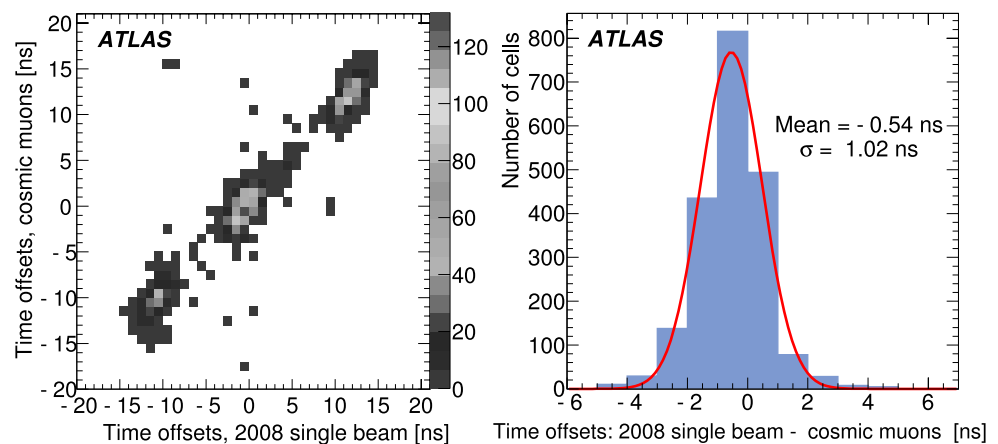 ATLAS
Time offsets, cosmic muons [ns]
20
15
10
5
0
- 5
- 10
- 15
- 20
- 20 - 15 - 10 - 5 0 5 10 15 20
Time offsets, 2008 single beam [ns]
120
100
80
60
40
20
0
ATLAS
Number of cells
800
700
600
500
400
300
200
100
0
Mean = - 0.54 ns
σ = 1.02 ns
- 6 - 4 - 2 0 2 4 6
Time offsets: 2008 single beam - cosmic muons [ns]